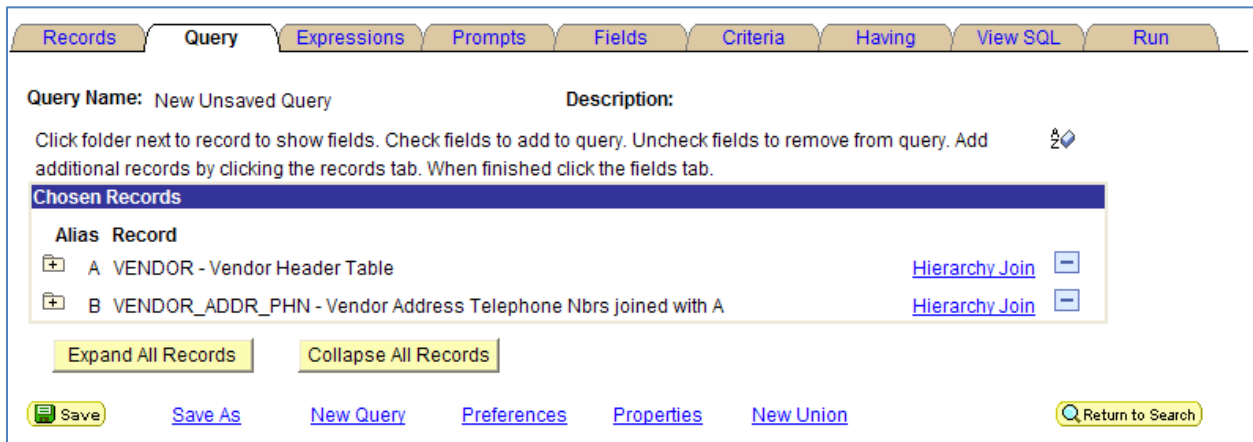 Records Query Expressions Prompts Fields Criteria Having View SQL Run
Query Name: New Unsaved Query Description:
Click folder next to record to show fields. Check fields to add to query. Uncheck fields to remove from query. Add
additional records by clicking the records tab. When finished click the fields tab.
Chosen Records
Alias Record
A VENDOR - Vendor Header Table Hierarchy Join
B VENDOR_ADDR_PHN - Vendor Address Telephone Nbrs joined with A Hierarchy Join
Expand All Records Collapse All Records
Save Save As New Query Preferences Properties New Union Return to Search